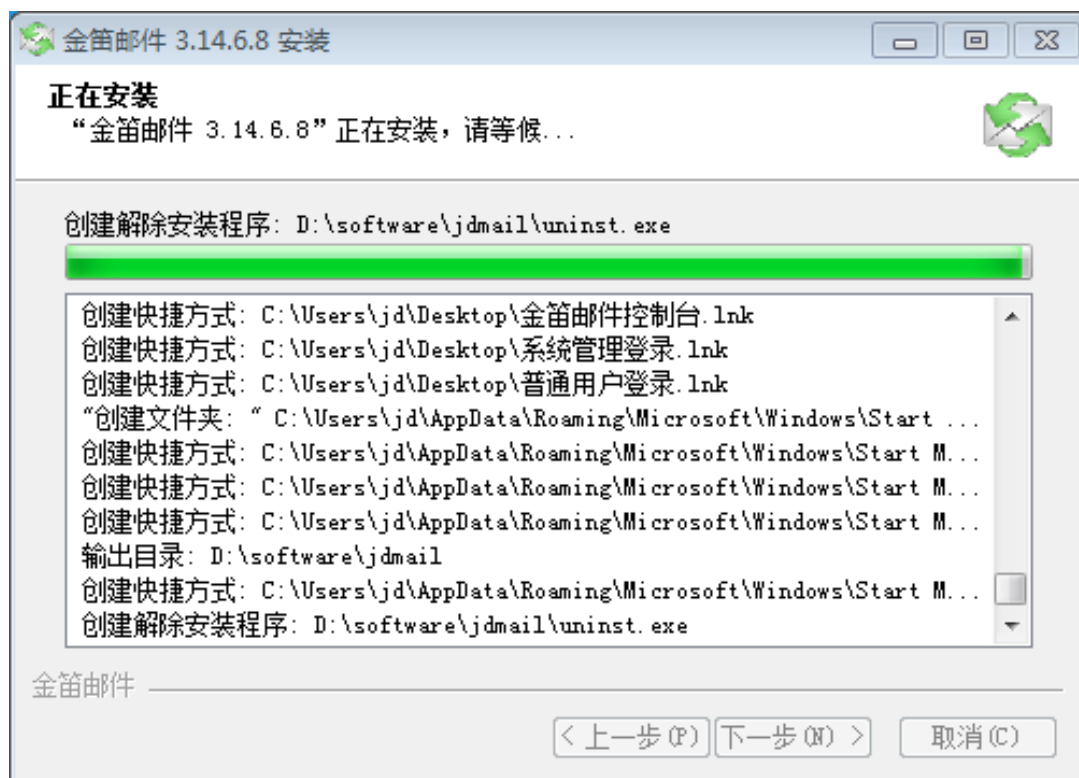 金笛邮件 3.14.6.8 安装
正在安装
“金笛邮件 3.14.6.8”正在安装，请等候...
创建解除安装程序: D:\software\jdmail\uninst.exe
创建快捷方式: C:\Users\jd\Desktop\金笛邮件控制台.lnk
创建快捷方式: C:\Users\jd\Desktop\系统管理登录.lnk
创建快捷方式: C:\Users\jd\Desktop\普通用户登录.lnk
“创建文件夹: “ C:\Users\jd\AppData\Roaming\Microsoft\Windows\Start ...
创建快捷方式: C:\Users\jd\AppData\Roaming\Microsoft\Windows\Start M...
创建快捷方式: C:\Users\jd\AppData\Roaming\Microsoft\Windows\Start M...
创建快捷方式: C:\Users\jd\AppData\Roaming\Microsoft\Windows\Start M...
输出目录: D:\software\jdmail
创建快捷方式: C:\Users\jd\AppData\Roaming\Microsoft\Windows\Start M...
创建解除安装程序: D:\software\jdmail\uninst.exe
金笛邮件
< 上一步(P) 下一步(N) > 取消(C)